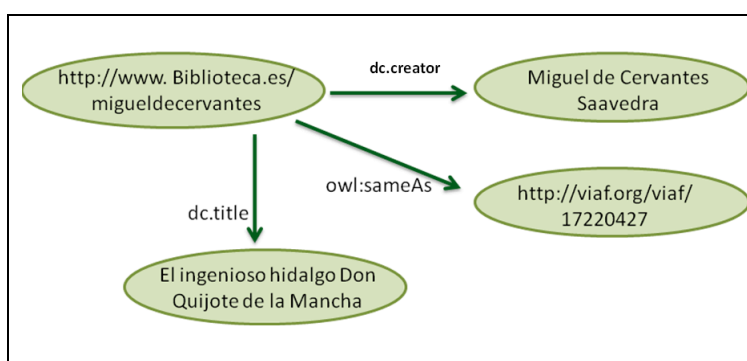 http://www. Biblioteca.es/
migueldecervantes
dc.creator
Miguel de Cervantes
Saavedra
owl:sameAs
http://viaf.org/viaf/
17220427
dc.title
El ingenioso hidalgo Don
Quijote de la Mancha